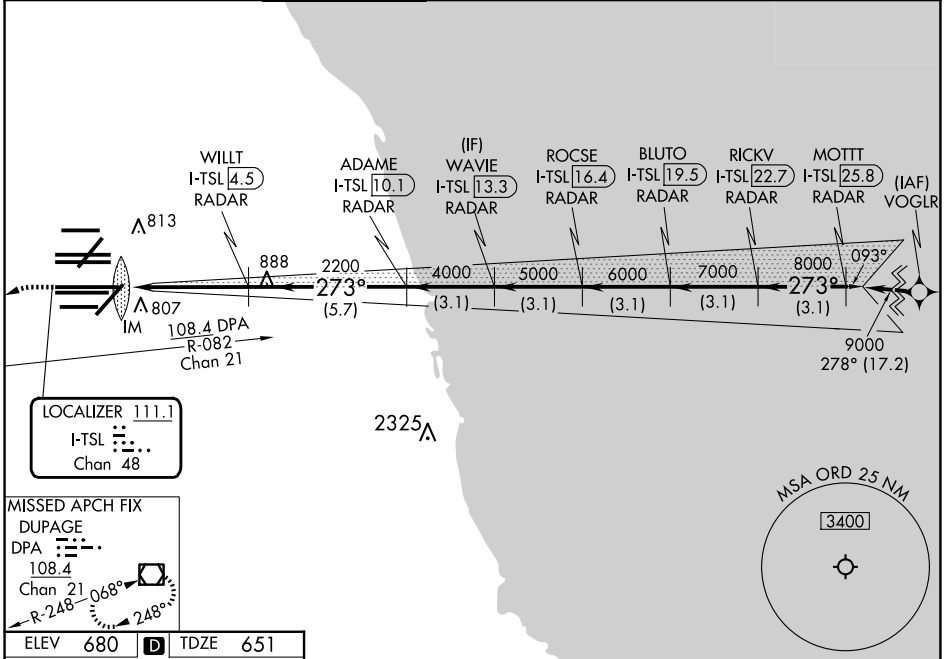 WILLT
I-TSL 4.5
RADAR
ADAME
I-TSL 10.1
RADAR
(IF)
WAVIE
I-TSL 13.3
RADAR
ROCSE
I-TSL 16.4
RADAR
BLUTO
I-TSL 19.5
RADAR
RICKV
I-TSL 22.7
RADAR
MOTTT
I-TSL 25.8
RADAR
(IAF)
VOGLR
813
888
2200
4000
5000
6000
7000
8000
093°
273°
273°
(5.7)
(3.1)
(3.1)
(3.1)
(3.1)
(3.1)
807
IM
108.4 DPA
R-082
Chan 21
9000
278° (17.2)
LOCALIZER 111.1
I-TSL
Chan 48
2325
MISSED APCH FIX
DUPAGE
DPA
108.4
Chan 21
R-248
068°
248°
MSA ORD 25 NM
3400
ELEV 680 D TDZE 651